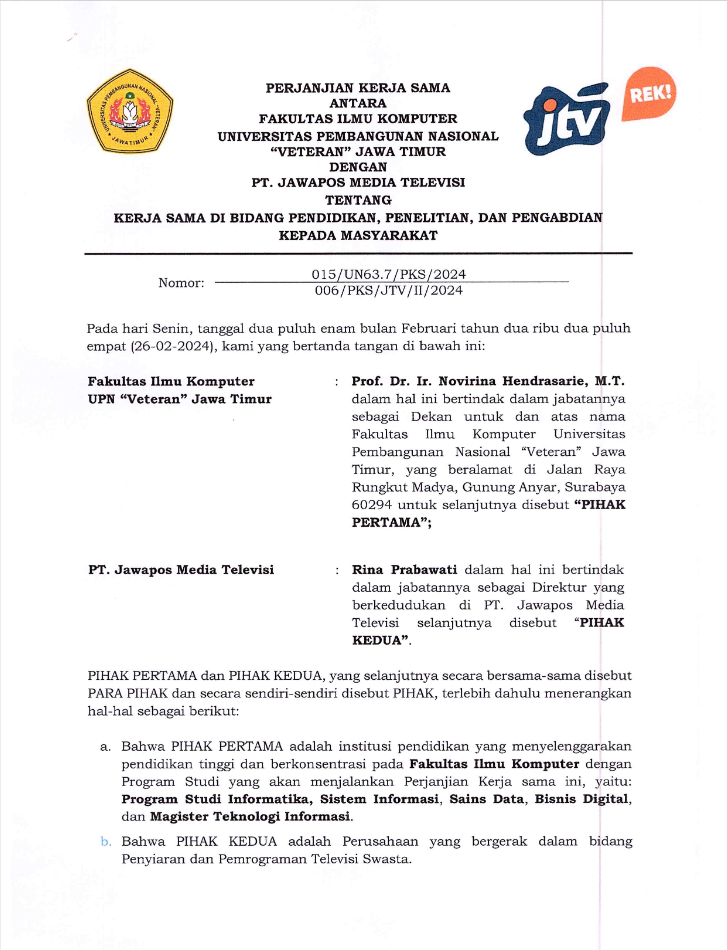 UNIVERSITAS PEMBANGUNAN NASIONAL "VETERAN"
JAWA TIMUR
PERJANJIAN KERJA SAMA
ANTARA
FAKULTAS ILMU KOMPUTER
UNIVERSITAS PEMBANGUNAN NASIONAL
“VETERAN” JAWA TIMUR
DENGAN
PT. JAWAPOS MEDIA TELEVISI
TENTANG
KERJA SAMA DI BIDANG PENDIDIKAN, PENELITIAN, DAN PENGABDIAN
KEPADA MASYARAKAT
jtv
REK!
Nomor:
015/UN63.7/PKS/2024
006/PKS/JTV/II/2024
Pada hari Senin, tanggal dua puluh enam bulan Februari tahun dua ribu dua puluh
empat (26-02-2024), kami yang bertanda tangan di bawah ini:
Fakultas Ilmu Komputer
UPN “Veteran” Jawa Timur
: Prof. Dr. Ir. Novirina Hendrasarie, M.T.
dalam hal ini bertindak dalam jabatannya
sebagai Dekan untuk dan atas nama
Fakultas Ilmu Komputer Universitas
Pembangunan Nasional “Veteran” Jawa
Timur, yang beralamat di Jalan Raya
Rungkut Madya, Gunung Anyar, Surabaya
60294 untuk selanjutnya disebut “PIHAK
PERTAMA”;
PT. Jawapos Media Televisi
: Rina Prabawati dalam hal ini bertindak
dalam jabatannya sebagai Direktur yang
berkedudukan di PT. Jawapos Media
Televisi selanjutnya disebut “PIHAK
KEDUA”.
PIHAK PERTAMA dan PIHAK KEDUA, yang selanjutnya secara bersama-sama disebut
PARA PIHAK dan secara sendiri-sendiri disebut PIHAK, terlebih dahulu menerangkan
hal-hal sebagai berikut:
a. Bahwa PIHAK PERTAMA adalah institusi pendidikan yang menyelenggarakan
pendidikan tinggi dan berkonsentrasi pada Fakultas Ilmu Komputer dengan
Program Studi yang akan menjalankan Perjanjian Kerja sama ini, yaitu:
Program Studi Informatika, Sistem Informasi, Sains Data, Bisnis Digital,
dan Magister Teknologi Informasi.
b. Bahwa PIHAK KEDUA adalah Perusahaan yang bergerak dalam bidang
Penyiaran dan Pemrograman Televisi Swasta.